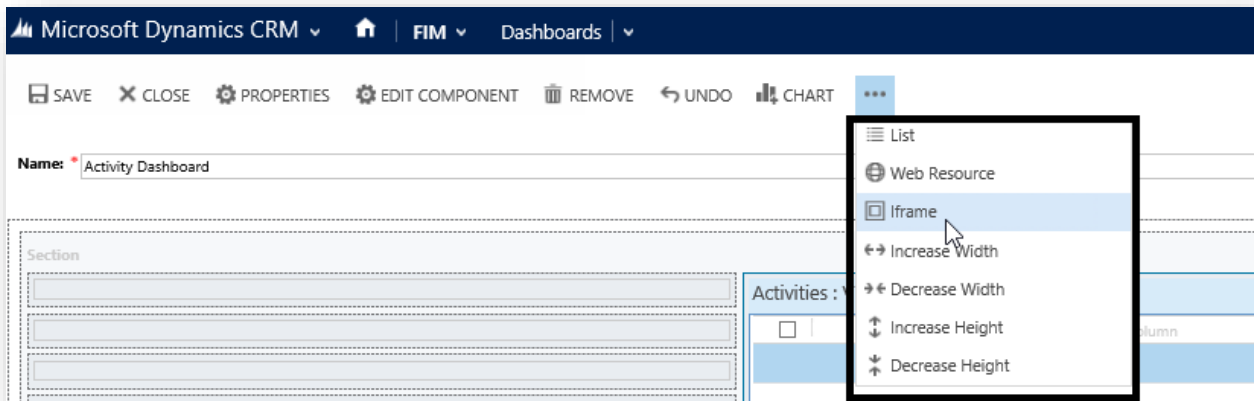 Microsoft Dynamics CRM FIM Dashboards
SAVE CLOSE PROPERTIES EDIT COMPONENT REMOVE UNDO CHART •••
List
Name: * Activity Dashboard
Web Resource
Iframe
Section
Increase Width
Activities :
Decrease Width
Increase Height
Decrease Height